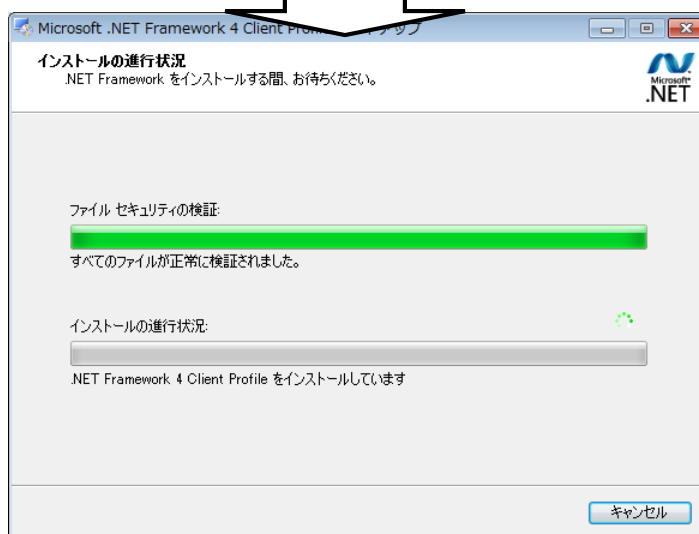 Microsoft .NET Framework 4 Client Pro
インストールの進行状況
.NET Framework をインストールする間、お待ちください。
Microsoft®
.NET
ファイル セキュリティの検証:
すべてのファイルが正常に検証されました。
インストールの進行状況:
.NET Framework 4 Client Profile をインストールしています
キャンセル